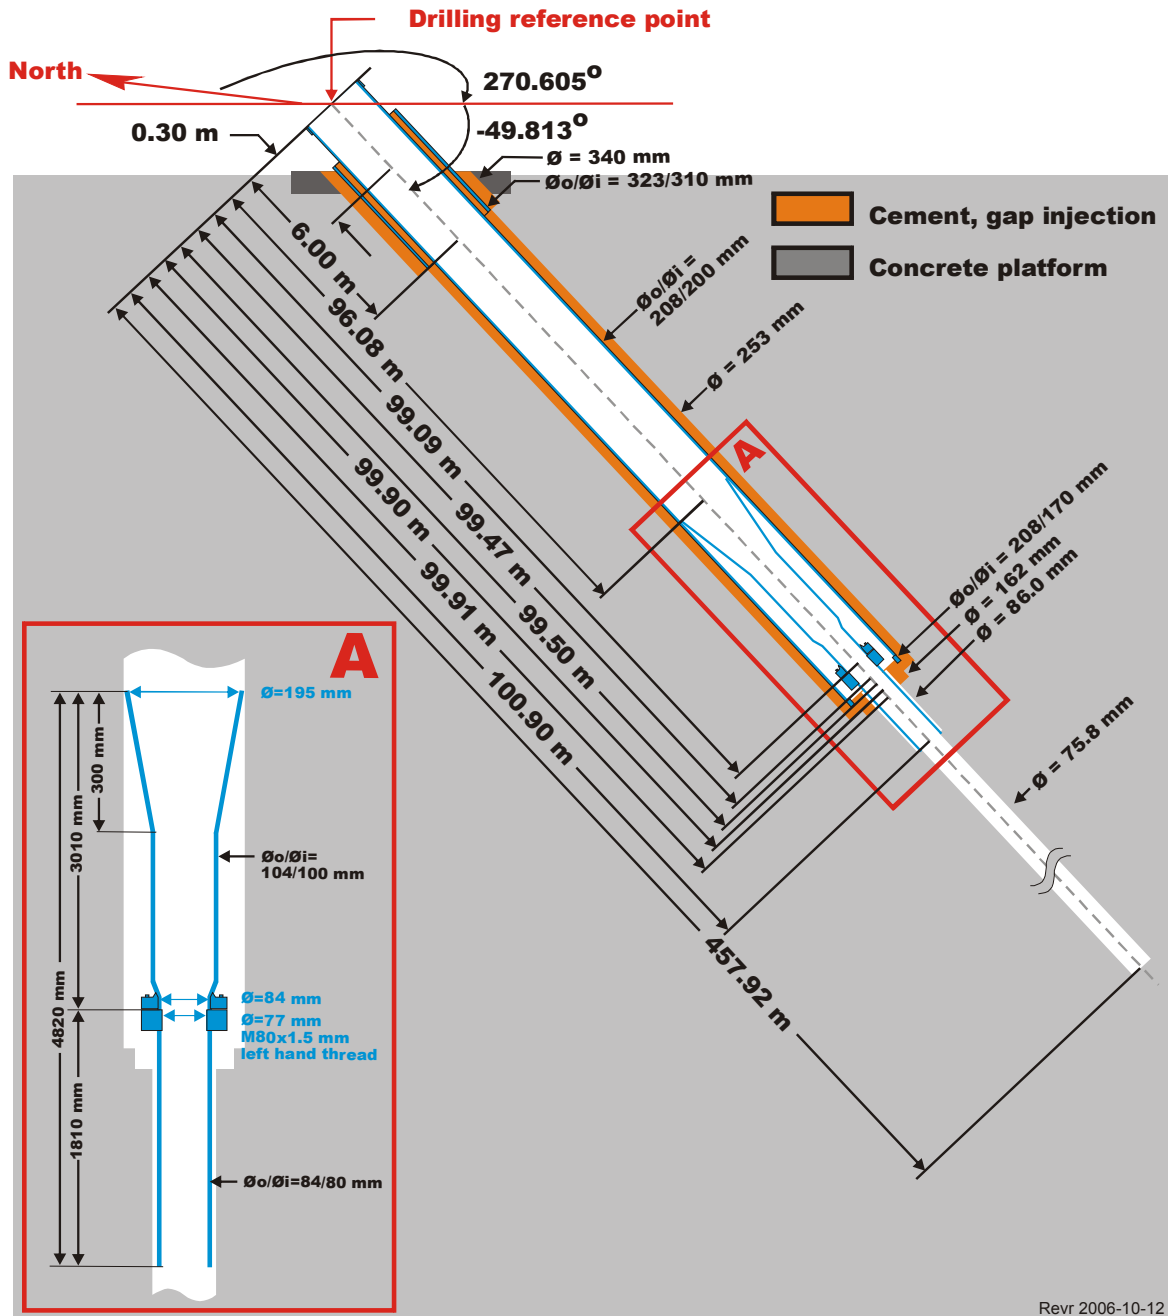 Drilling reference point
North
270.605º
-49.813º
0.30 m
Ø = 340 mm
Øo/Øi = 323/310 mm
Cement, gap injection
Concrete platform
6.00 m
Øo/Øi =
208/200 mm
Ø = 253 mm
96.08 m
99.09 m
99.47 m
99.90 m
99.50 m
99.91 m
100.90 m
457.92 m
A
Øo/Øi = 208/170 mm
Ø = 162 mm
Ø = 86.0 mm
Ø = 75.8 mm
A
Ø=195 mm
300 mm
3010 mm
Øo/Øi=
104/100 mm
4820 mm
Ø=84 mm
Ø=77 mm
M80x1.5 mm
left hand thread
1810 mm
Øo/Øi=84/80 mm
Revr 2006-10-12